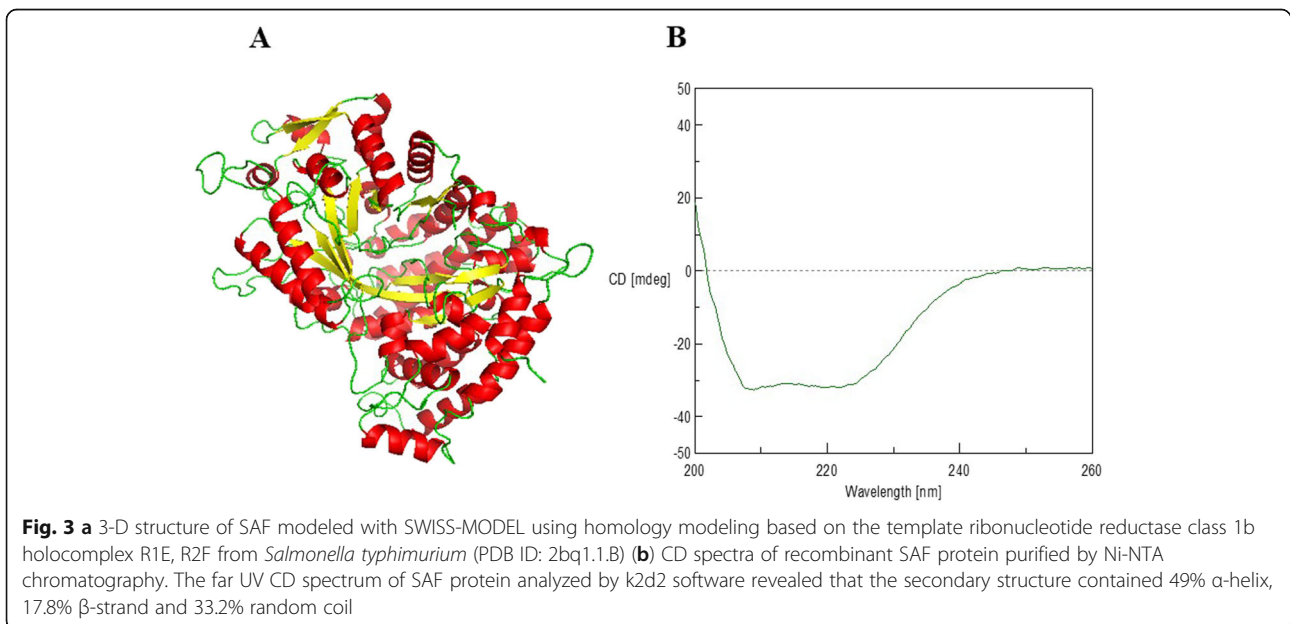 A
B
50
40
20
0
-20
-40
-50
CD [mdeg]
200
220
240
260
Wavelength [nm]
Fig. 3 a 3-D structure of SAF modeled with SWISS-MODEL using homology modeling based on the template ribonucleotide reductase class 1b
holocomplex R1E, R2F from Salmonella typhimurium (PDB ID: 2bq1.1.B) (b) CD spectra of recombinant SAF protein purified by Ni-NTA
chromatography. The far UV CD spectrum of SAF protein analyzed by k2d2 software revealed that the secondary structure contained 49% α-helix,
17.8% β-strand and 33.2% random coil